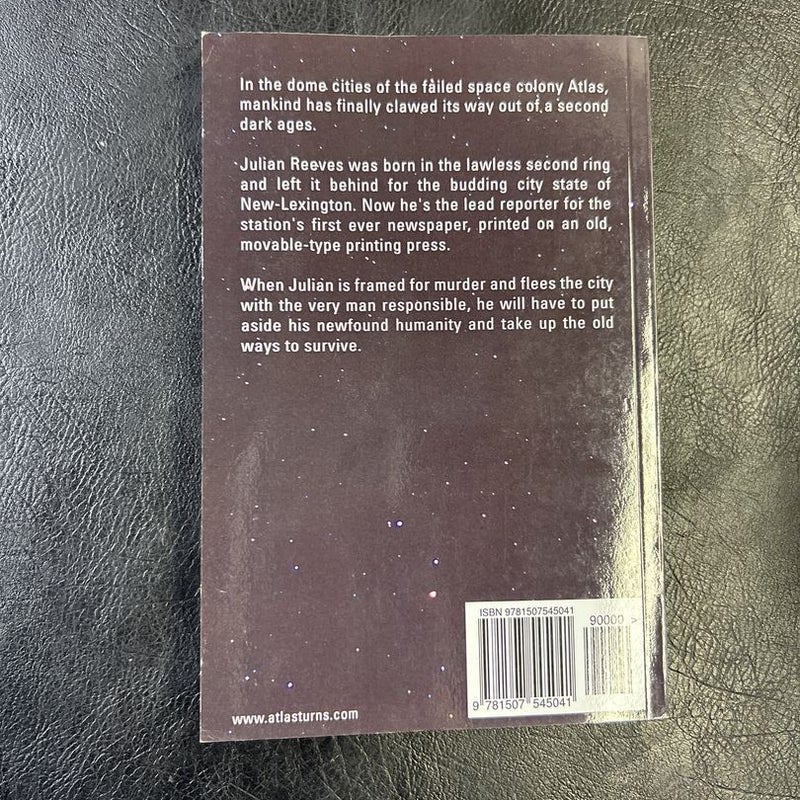 In the dome cities of the failed space colony Atlas,
mankind has finally clawed its way out of a second
dark ages.
Julian Reeves was born in the lawless second ring
and left it behind for the budding city state of
New-Lexington. Now he's the lead reporter for the
station's first ever newspaper, printed on an old,
movable-type printing press.
When Julian is framed for murder and flees the city
with the very man responsible, he will have to put
aside his newfound humanity and take up the old
ways to survive.
ISBN 9781507545041
90000 >
9 781507 545041
www.atlasturns.com